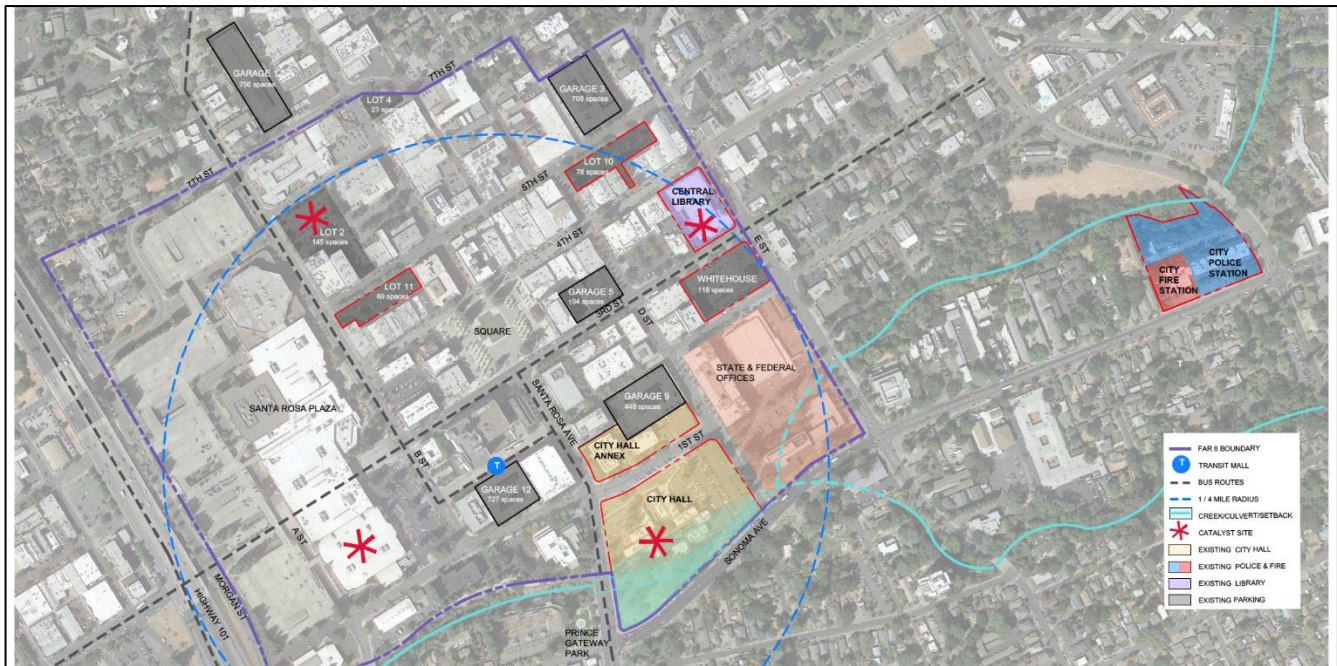 GARAGE 1
756 spaces
7TH ST
LOT 4
23 spaces
GARAGE 3
708 spaces
7TH ST
LOT 10
78 spaces
5TH ST
CENTRAL
LIBRARY
LOT 2
145 spaces
4TH ST
E ST
CITY
POLICE
STATION
CITY
FIRE
STATION
WHITEHOUSE
118 spaces
LOT 11
69 spaces
GARAGE 5
194 spaces
3RD ST
D ST
SQUARE
STATE & FEDERAL
OFFICES
SANTA ROSA PLAZA
GARAGE 9
448 spaces
SANTA ROSA AVE
B ST
CITY HALL
ANNEX
1ST ST
T
GARAGE 12
727 spaces
CITY HALL
A ST
SONOMA AVE
MORGAN ST
HIGHWAY 101
PRINCE
GATEWAY
PARK
FAR 8 BOUNDARY
T
TRANSIT MALL
BUS ROUTES
1 / 4 MILE RADIUS
CREEK/CULVERT/SETBACK
CATALYST SITE
EXISTING CITY HALL
EXISTING POLICE & FIRE
EXISTING LIBRARY
EXISTING PARKING